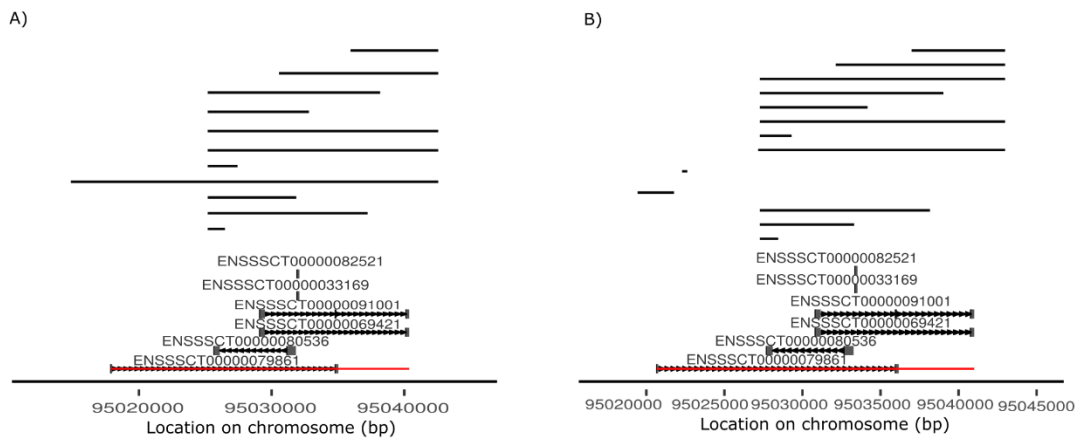 A)
ENSSSCT00000082521
ENSSSCT00000033169
ENSSSCT00000091001
ENSSSCT00000069421
ENSSSCT00000080536
ENSSSCT00000079861
95020000 95030000 95040000
Location on chromosome (bp)
B)
ENSSSCT00000082521
ENSSSCT00000033169
ENSSSCT00000091001
ENSSSCT00000069421
ENSSSCT00000080536
ENSSSCT00000079861
95020000 95025000 95030000 95035000 95040000 95045000
Location on chromosome (bp)